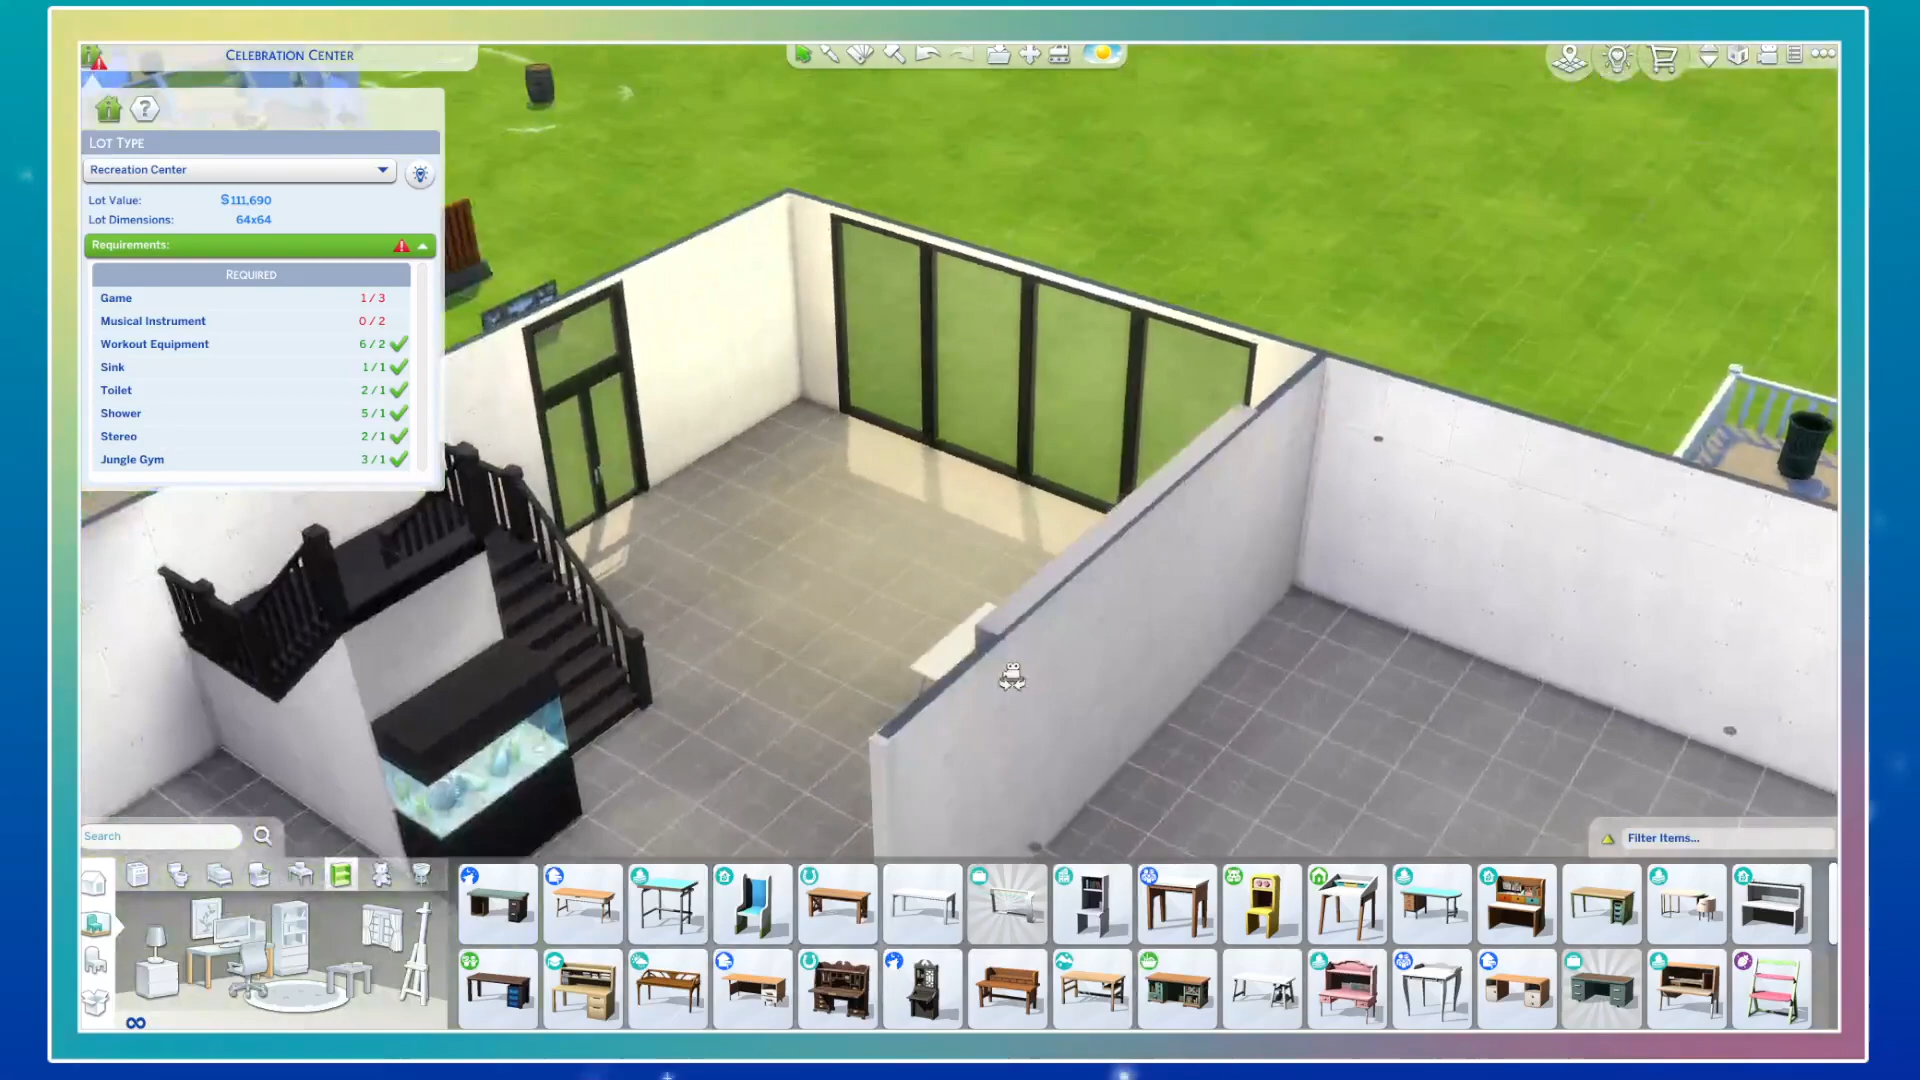 CELEBRATION CENTER
LOT TYPE
Recreation Center
Lot Value: §111,690
Lot Dimensions: 64x64
Requirements:
REQUIRED
Game 1 / 3
Musical Instrument 0 / 2
Workout Equipment 6 / 2
Sink 1 / 1
Toilet 2 / 1
Shower 5 / 1
Stereo 2 / 1
Jungle Gym 3 / 1
Search
Filter Items...